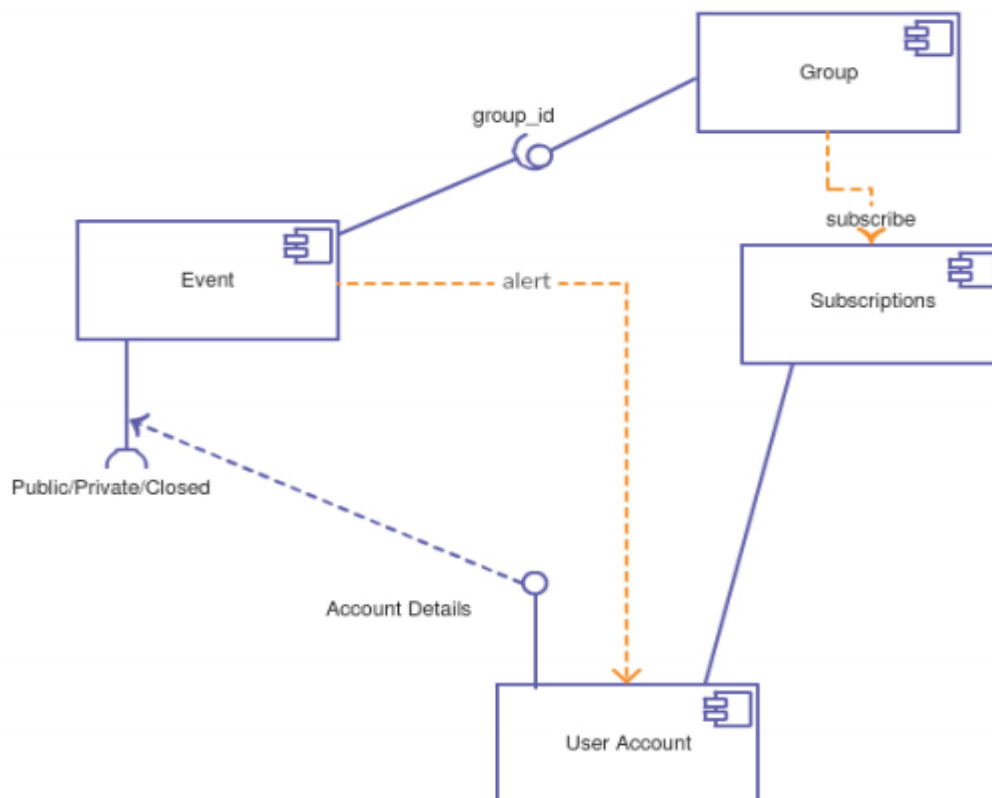 Group
group_id
subscribe
Event
alert
Subscriptions
Public/Private/Closed
Account Details
User Account